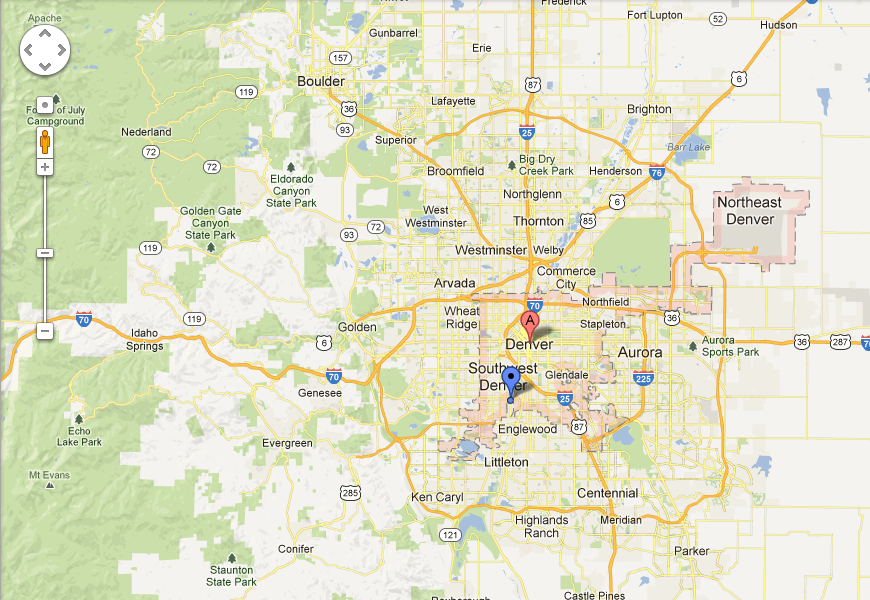 Apache
Frederick
Fort Lupton
52
Hudson
Gunbarrel
Erie
157
Boulder
6
87
119
Lafayette
36
Brighton
Fourth of July
Campground
93
25
Nederland
Superior
Barr Lake
72
72
Big Dry
Creek Park
Broomfield
Henderson
76
Eldorado
Canyon
State Park
Northglenn
6
Northeast
Denver
Golden Gate
Canyon
State Park
West
Westminster
Thornton
85
93
72
119
Westminster
Welby
Commerce
City
Arvada
70
Northfield
70
119
Wheat
Ridge
A
36
Stapleton
Golden
Idaho
Springs
6
Denver
Aurora
Aurora
Sports Park
36
287
70
Southwest
Denver
Glendale
70
225
Genesee
25
Echo
Lake Park
Englewood
87
Evergreen
Littleton
Mt Evans
285
Ken Caryl
Centennial
Highlands
Ranch
Meridian
121
Conifer
Parker
Staunton
State Park
Castle Pines